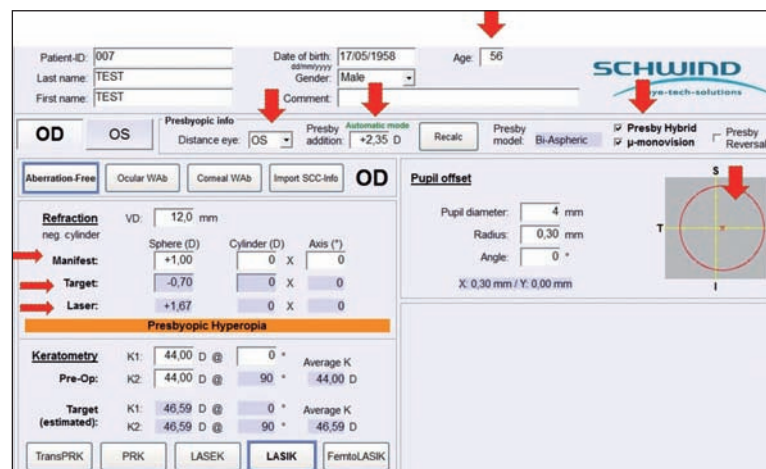 Patient-ID: 007 Date of birth: 17/05/1958 Age: 56
dd/mm/yyyy
Last name: TEST Gender: Male
First name: TEST Comment:
SCHWIND
eye-tech-solutions
OD OS
Presbyopic info
Distance eye: OS Presby addition: Automatic mode +2,35 D Recalc Presby model: Bi-Aspheric
Presby Hybrid
µ-monovision
Presby Reversal
Aberration-Free Ocular WAb Corneal WAb Import SCC-Info OD
Refraction VD: 12,0 mm
neg. cylinder
Sphere (D) Cylinder (D) Axis (°)
Manifest: +1,00 0 X 0
Target: -0,70 0 X 0
Laser: +1,67 0 X 0
Presbyopic Hyperopia
Keratometry K1: 44,00 D @ 0 ° Average K
Pre-Op: K2: 44,00 D @ 90 ° 44,00 D
Target K1: 46,59 D @ 0 ° Average K
(estimated): K2: 46,59 D @ 90 ° 46,59 D
TransPRK PRK LASEK LASIK FemtoLASIK
Pupil offset
Pupil diameter: 4 mm
Radius: 0,30 mm
Angle: 0 °
X: 0,30 mm / Y: 0,00 mm
S
T
I